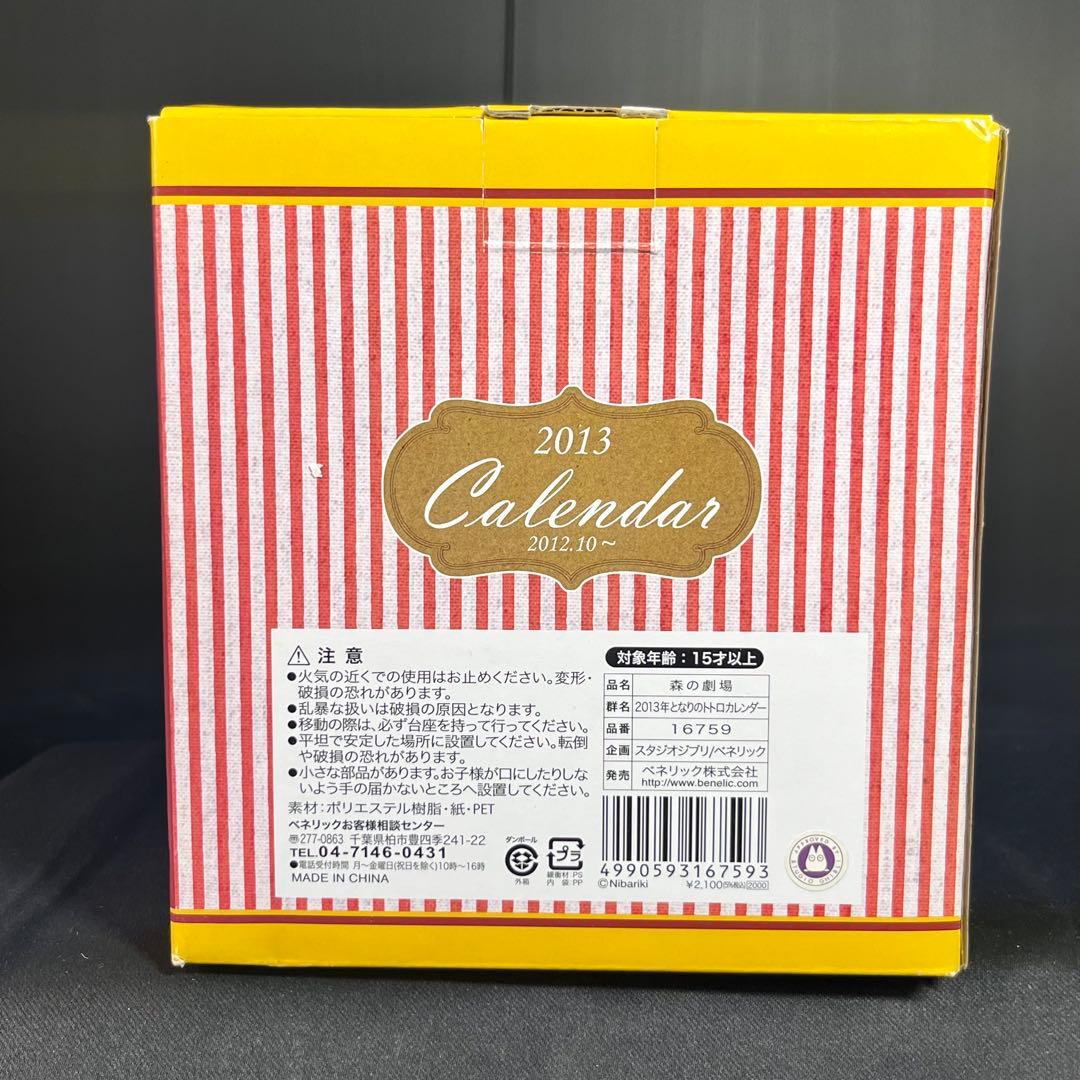 2013
Calendar
2012.10～
注意
●火気の近くでの使用はお止めください。変形・
破損の恐れがあります。
●乱暴な扱いは破損の原因となります。
●移動の際は、必ず台座を持って行ってください。
●平坦で安定した場所に設置してください。転倒
や破損の恐れがあります。
●小さな部品があります。お子様が口にしたりしな
いよう手の届かないところへ設置してください。
素材:ポリエステル樹脂・紙・PET
ベネリックお客様相談センター
〒277-0863 千葉県柏市豊四季241-22
TEL.04-7146-0431
●電話受付時間 月～金曜日(祝日を除く)10時～16時
MADE IN CHINA
ダンボール
外箱
プラ
緩衝材:PS
内袋:PP
対象年齢:15才以上
品名 森の劇場
群名 2013年となりのトトロカレンダー
品番 16759
企画 スタジオジブリ/ベネリック
発売 ベネリック株式会社
http://www.benelic.com
4990593167593
©Nibariki ¥2,100(5%税込) 2000